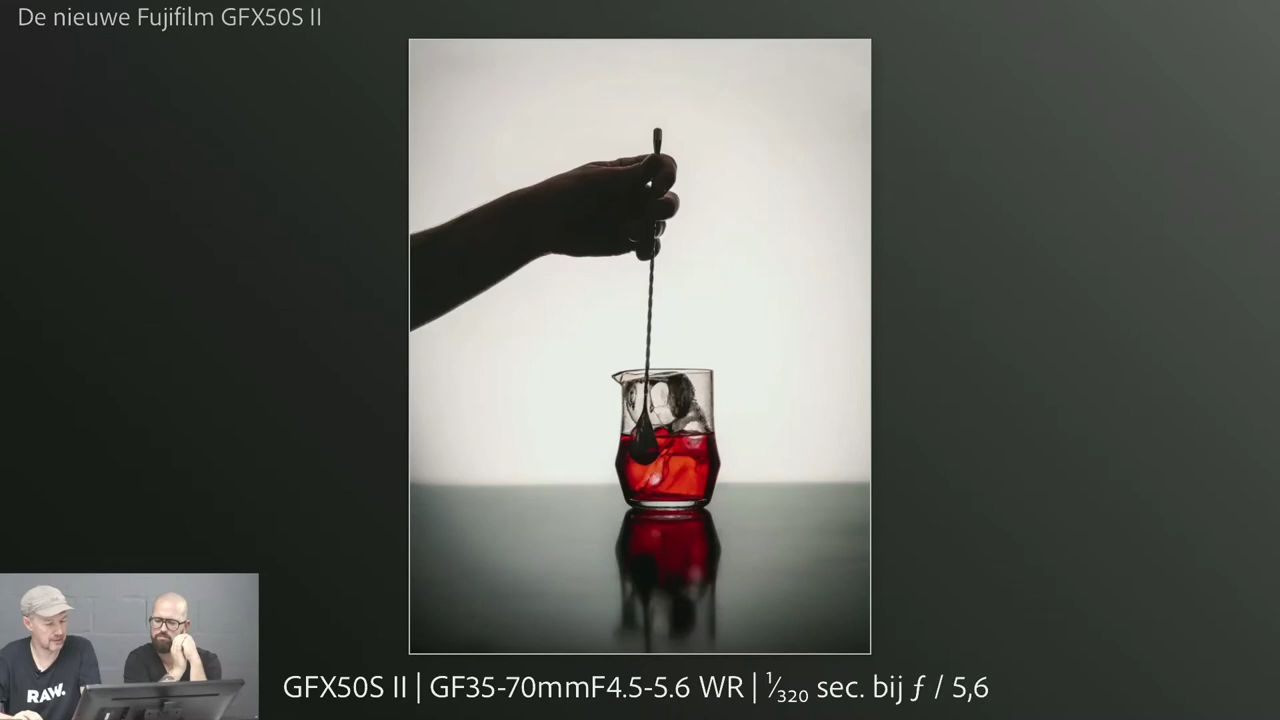 De nieuwe Fujifilm GFX50S II
RAW.
GFX50S II | GF35-70mmF4.5-5.6 WR | 1/320 sec. bij ƒ / 5,6